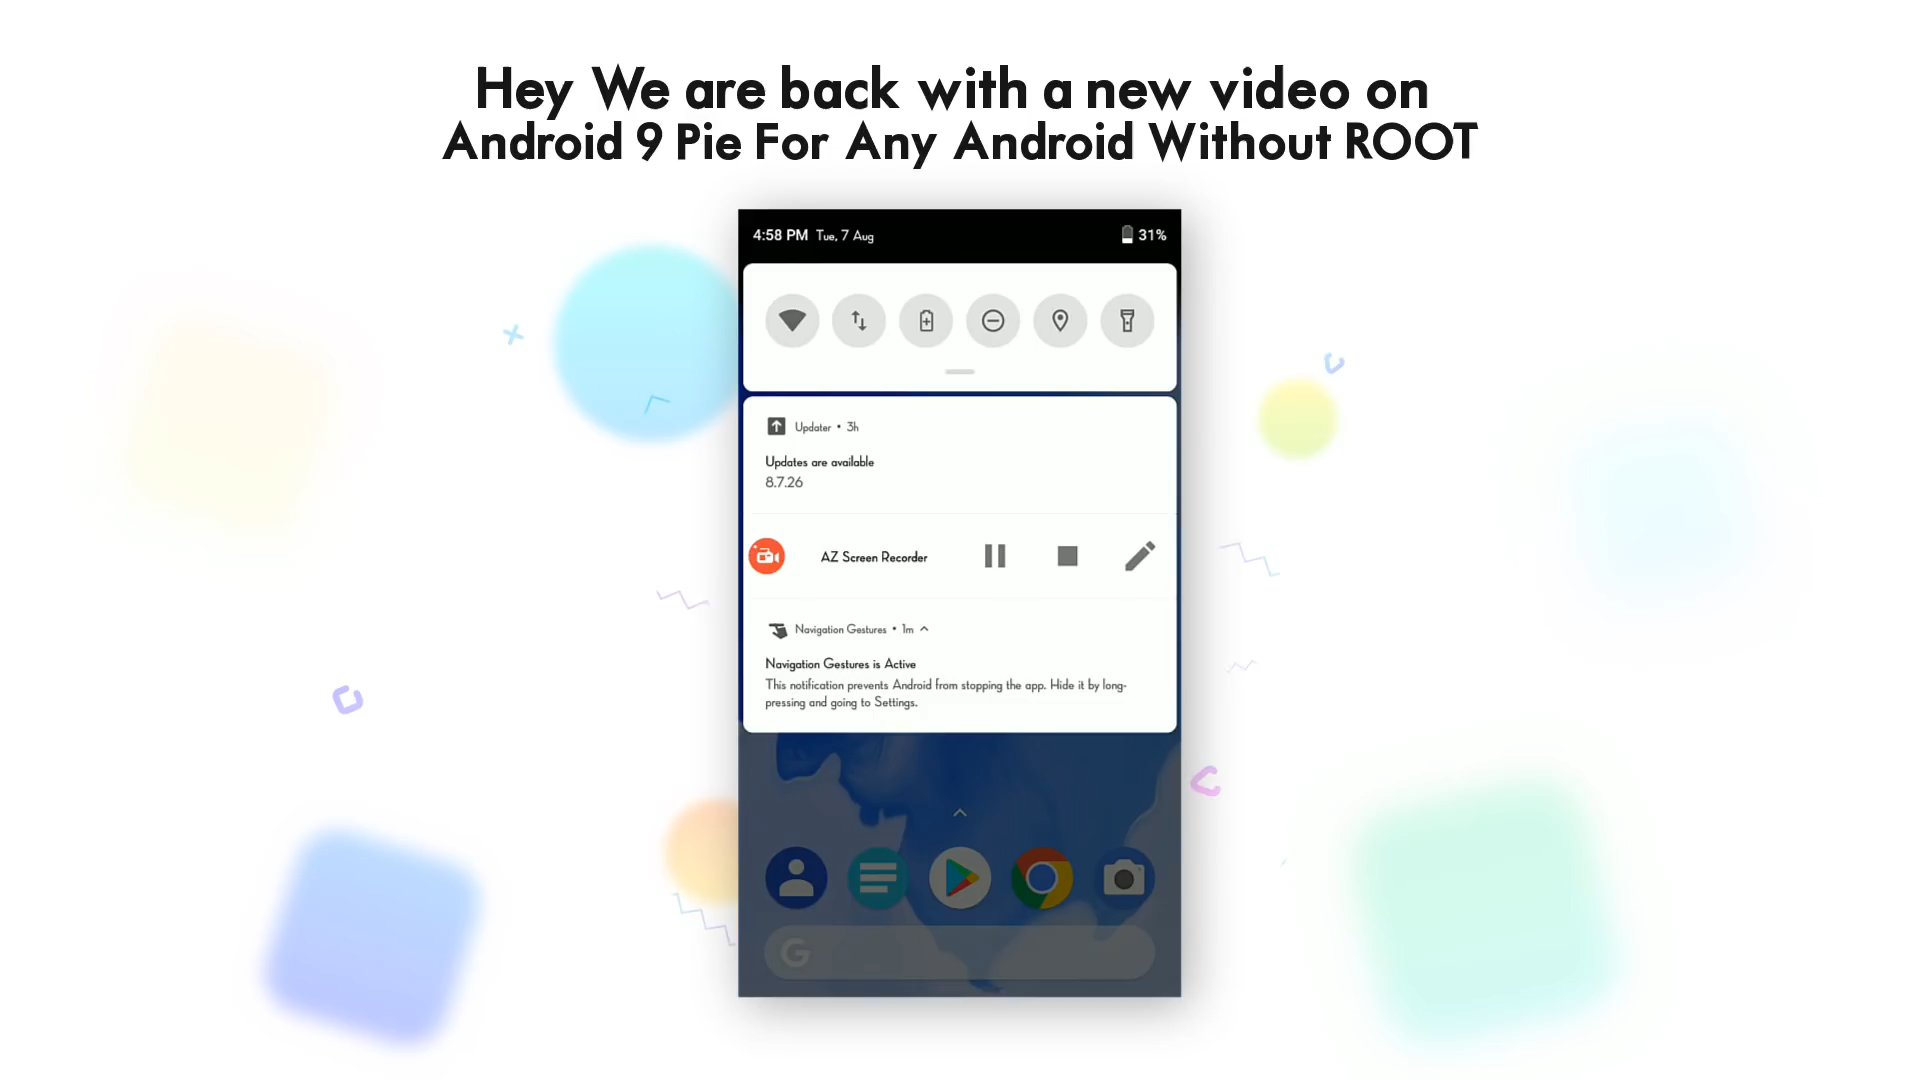 Hey We are back with a new video on
Android 9 Pie For Any Android Without ROOT
4:58 PM Tue, 7 Aug 31%
Updater • 3h
Updates are available
8.7.26
AZ Screen Recorder
Navigation Gestures • 1m
Navigation Gestures is Active
This notification prevents Android from stopping the app. Hide it by long-
pressing and going to Settings.
G